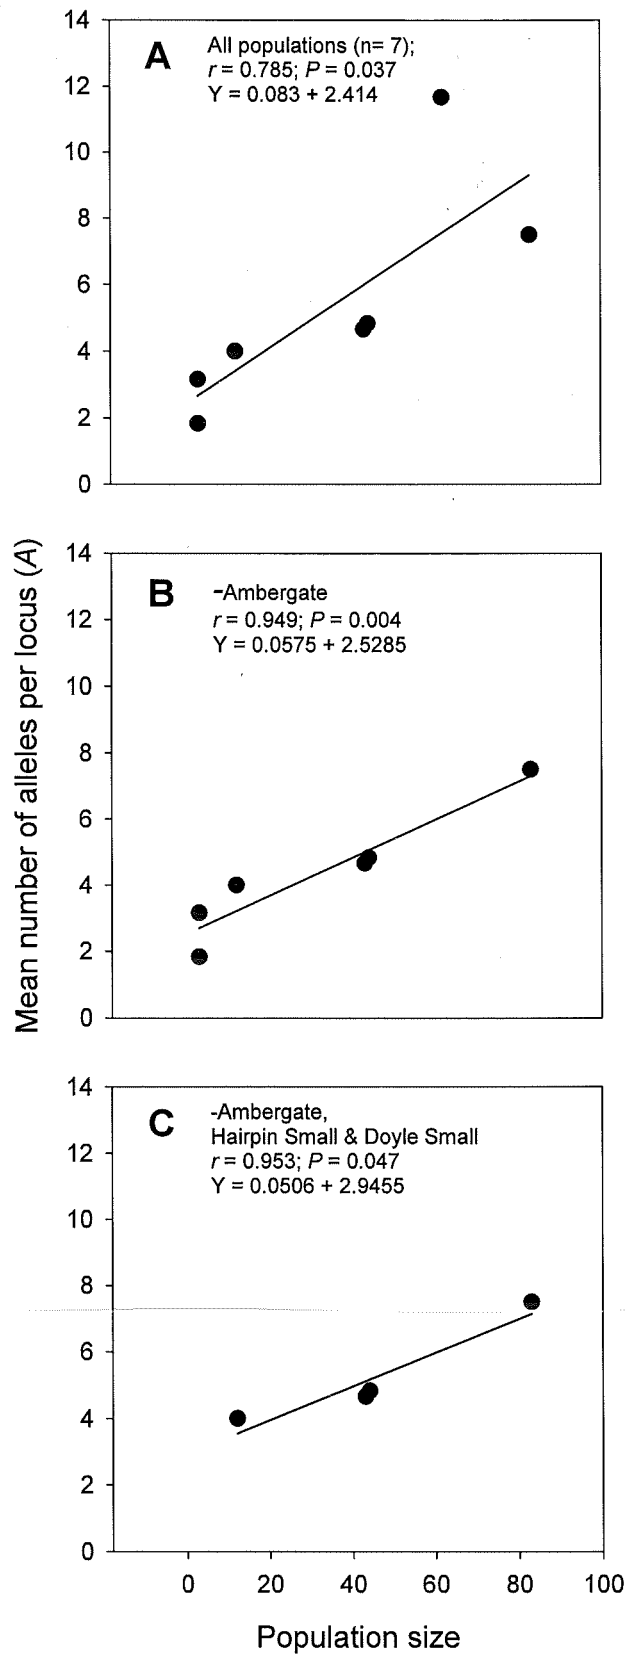 Mean number of alleles per locus (A)
14
12
10
8
6
4
2
0
A
All populations (n= 7);
r = 0.785; P = 0.037
Y = 0.083 + 2.414
14
12
10
8
6
4
2
0
B
-Ambergate
r = 0.949; P = 0.004
Y = 0.0575 + 2.5285
14
12
10
8
6
4
2
0
C
-Ambergate,
Hairpin Small & Doyle Small
r = 0.953; P = 0.047
Y = 0.0506 + 2.9455
0 20 40 60 80 100
Population size